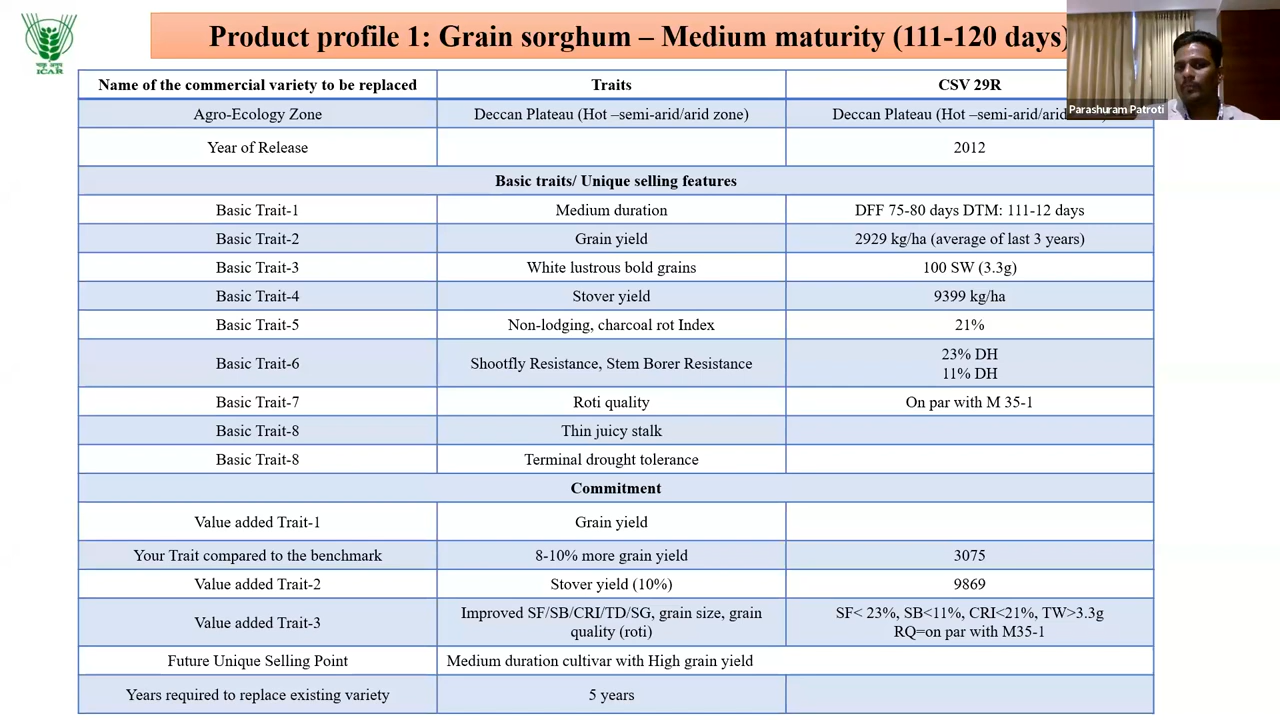 Product profile 1: Grain sorghum – Medium maturity (111-120 days)
ICAR
Parashuram Patroti
Name of the commercial variety to be replaced Traits CSV 29R
Agro-Ecology Zone Deccan Plateau (Hot –semi-arid/arid zone) Deccan Plateau (Hot –semi-arid/arid
Year of Release 2012
Basic traits/ Unique selling features
Basic Trait-1 Medium duration DFF 75-80 days DTM: 111-12 days
Basic Trait-2 Grain yield 2929 kg/ha (average of last 3 years)
Basic Trait-3 White lustrous bold grains 100 SW (3.3g)
Basic Trait-4 Stover yield 9399 kg/ha
Basic Trait-5 Non-lodging, charcoal rot Index 21%
Basic Trait-6 Shootfly Resistance, Stem Borer Resistance 23% DH
11% DH
Basic Trait-7 Roti quality On par with M 35-1
Basic Trait-8 Thin juicy stalk
Basic Trait-8 Terminal drought tolerance
Commitment
Value added Trait-1 Grain yield
Your Trait compared to the benchmark 8-10% more grain yield 3075
Value added Trait-2 Stover yield (10%) 9869
Value added Trait-3 Improved SF/SB/CRI/TD/SG, grain size, grain quality (roti) SF< 23%, SB<11%, CRI<21%, TW>3.3g
RQ=on par with M35-1
Future Unique Selling Point Medium duration cultivar with High grain yield
Years required to replace existing variety 5 years